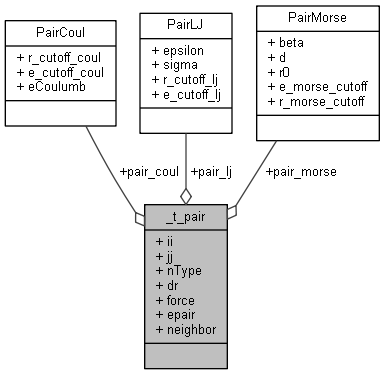 PairCoul
+ r_cutoff_coul
+ e_cutoff_coul
+ eCoulumb
PairLJ
+ epsilon
+ sigma
+ r_cutoff_lj
+ e_cutoff_lj
PairMorse
+ beta
+ d
+ r0
+ e_morse_cutoff
+ r_morse_cutoff
+pair_coul
+pair_lj
+pair_morse
_t_pair
+ ii
+ jj
+ nType
+ dr
+ force
+ epair
+ neighbor